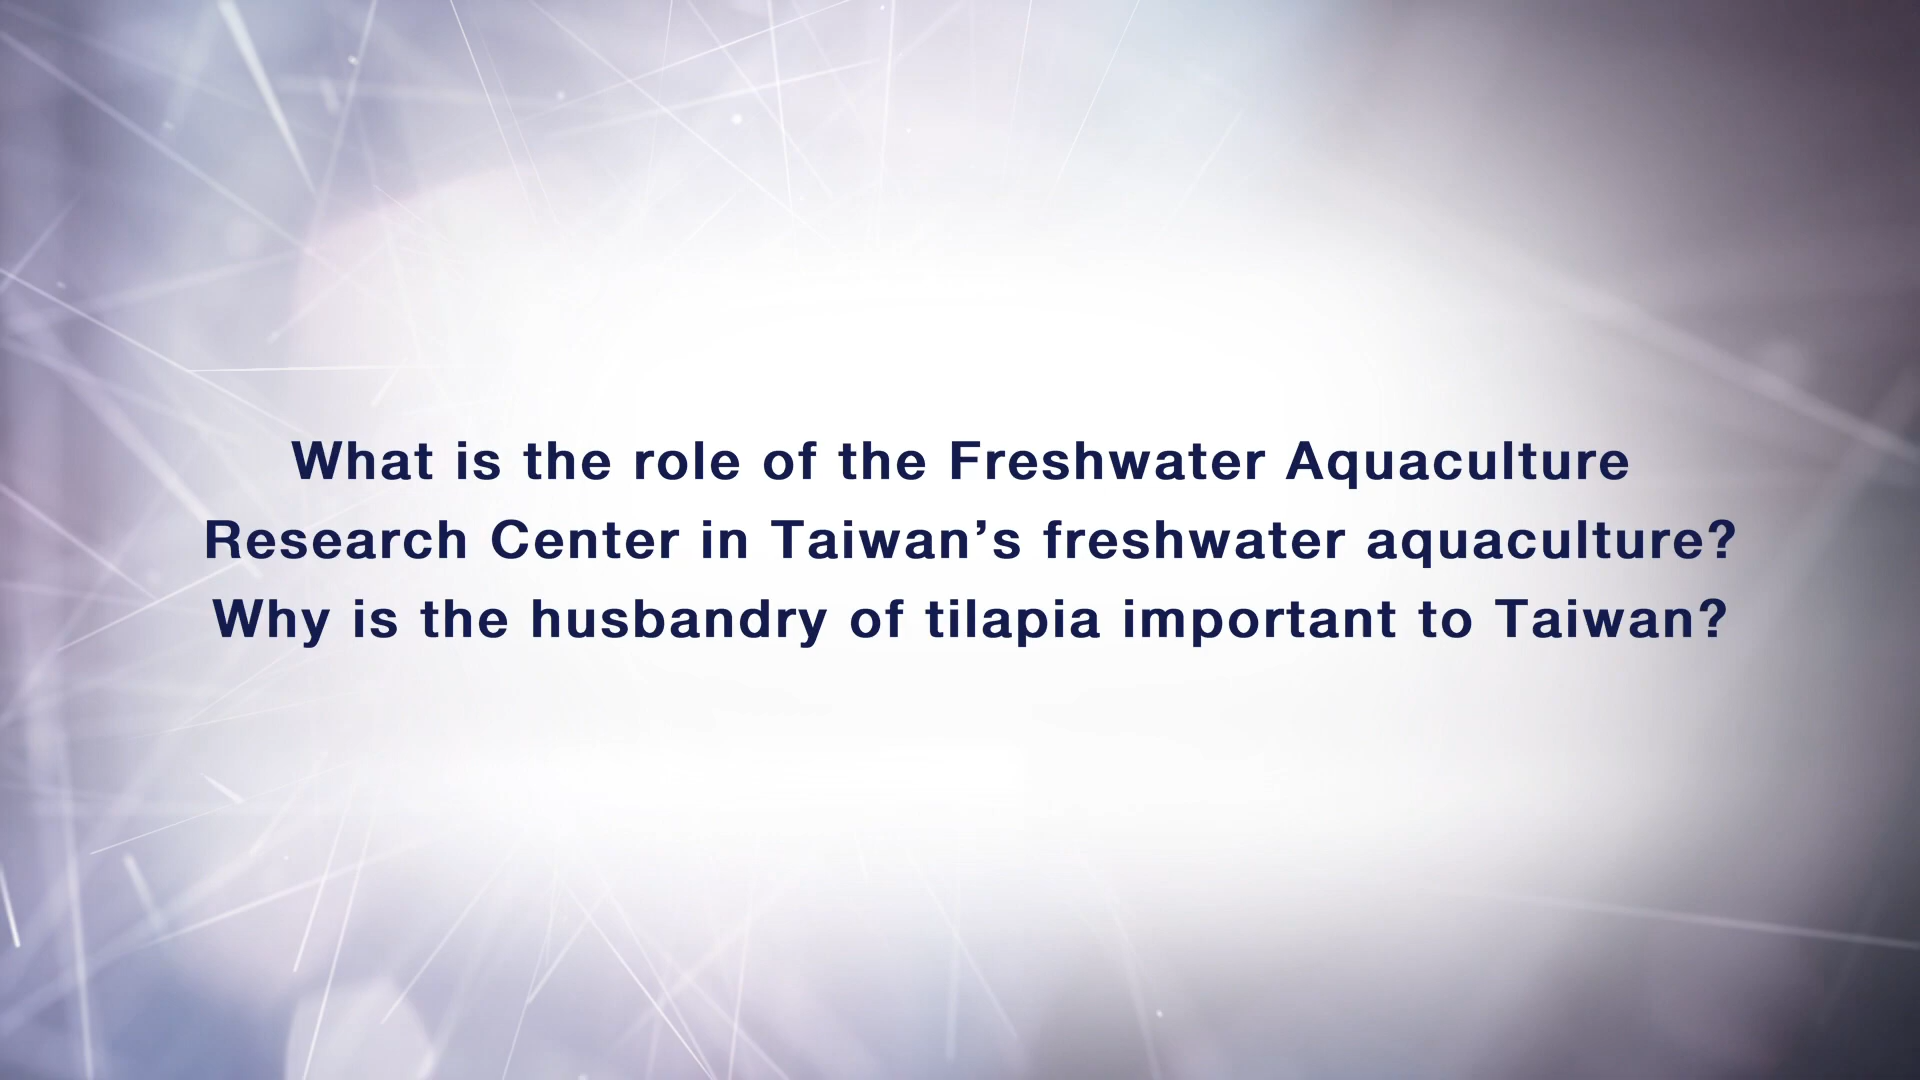 What is the role of the Freshwater Aquaculture
Research Center in Taiwan’s freshwater aquaculture?
Why is the husbandry of tilapia important to Taiwan?